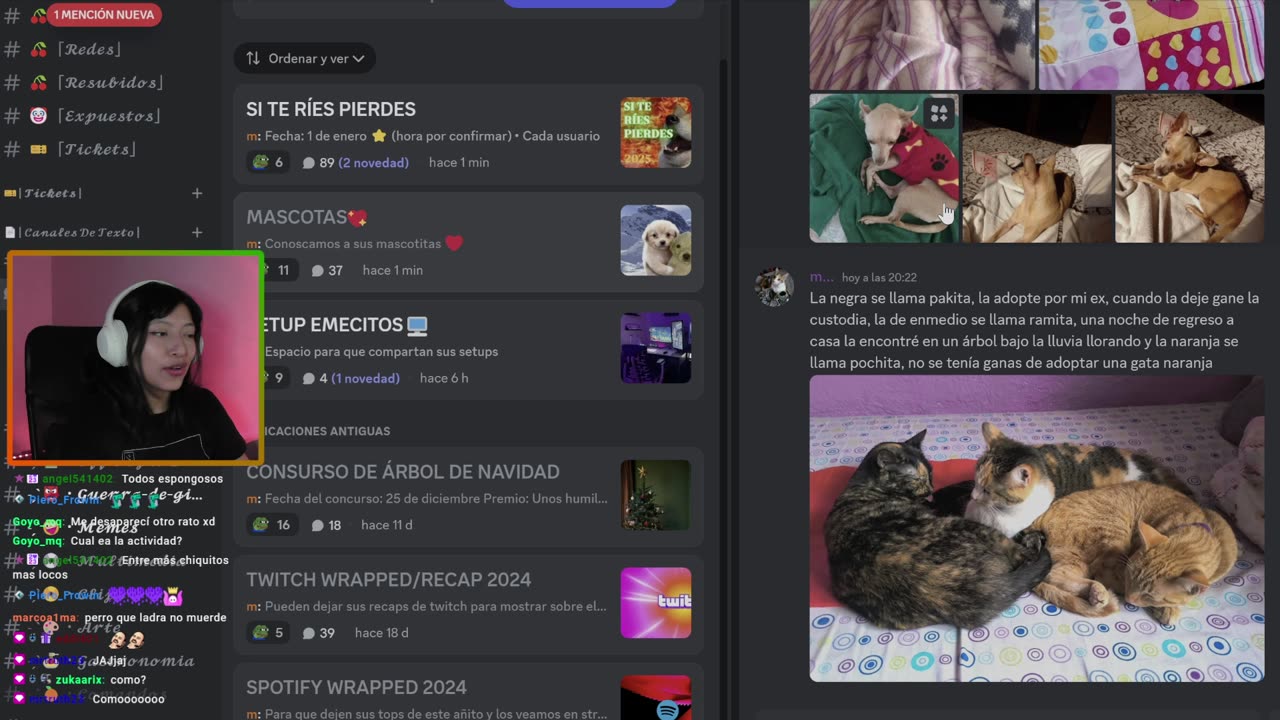 1 MENCIÓN NUEVA
# 「Redes」
# 「Resubidos」
# 「Expuestos」
# 「Tickets」
| Tickets |
| Canales De Texto |
Ordenar y ver
SI TE RÍES PIERDES
m: Fecha: 1 de enero ⭐ (hora por confirmar) • Cada usuario
6 89 (2 novedad) hace 1 min
SI TE
RÍES
PIERDES
2025
MASCOTAS💖
m: Conoscamos a sus mascotitas ❤️
11 37 hace 1 min
ETUP EMECITOS🖥️
Espacio para que compartan sus setups
9 4 (1 novedad) hace 6 h
ICACIONES ANTIGUAS
CONSURSO DE ÁRBOL DE NAVIDAD
m: Fecha del concurso: 25 de diciembre Premio: Unos humil...
16 18 hace 11 d
TWITCH WRAPPED/RECAP 2024
m: Pueden dejar sus recaps de twitch para mostrar sobre el...
5 39 hace 18 d
twit
SPOTIFY WRAPPED 2024
m: Para que dejen sus tops de este añito y los veamos en str...
m... hoy a las 20:22
La negra se llama pakita, la adopte por mi ex, cuando la deje gane la
custodia, la de enmedio se llama ramita, una noche de regreso a
casa la encontré en un árbol bajo la lluvia llorando y la naranja se
llama pochita, no se tenía ganas de adoptar una gata naranja
angel541402: Todos espongosos
Guerra-de-gi...
Piero_Frowin:
Goyo_mq: Me desaparecí otro rato xd
Memes
Goyo_mq: Cual ea la actividad?
angel541402: Entre más chiquitos
mas locos
Piero_Frowin:
marcoa1ma: perro que ladra no muerde
Arte
JAJjaj
Gastronomia
zukaarix: como?
Comandos
Comooooooo